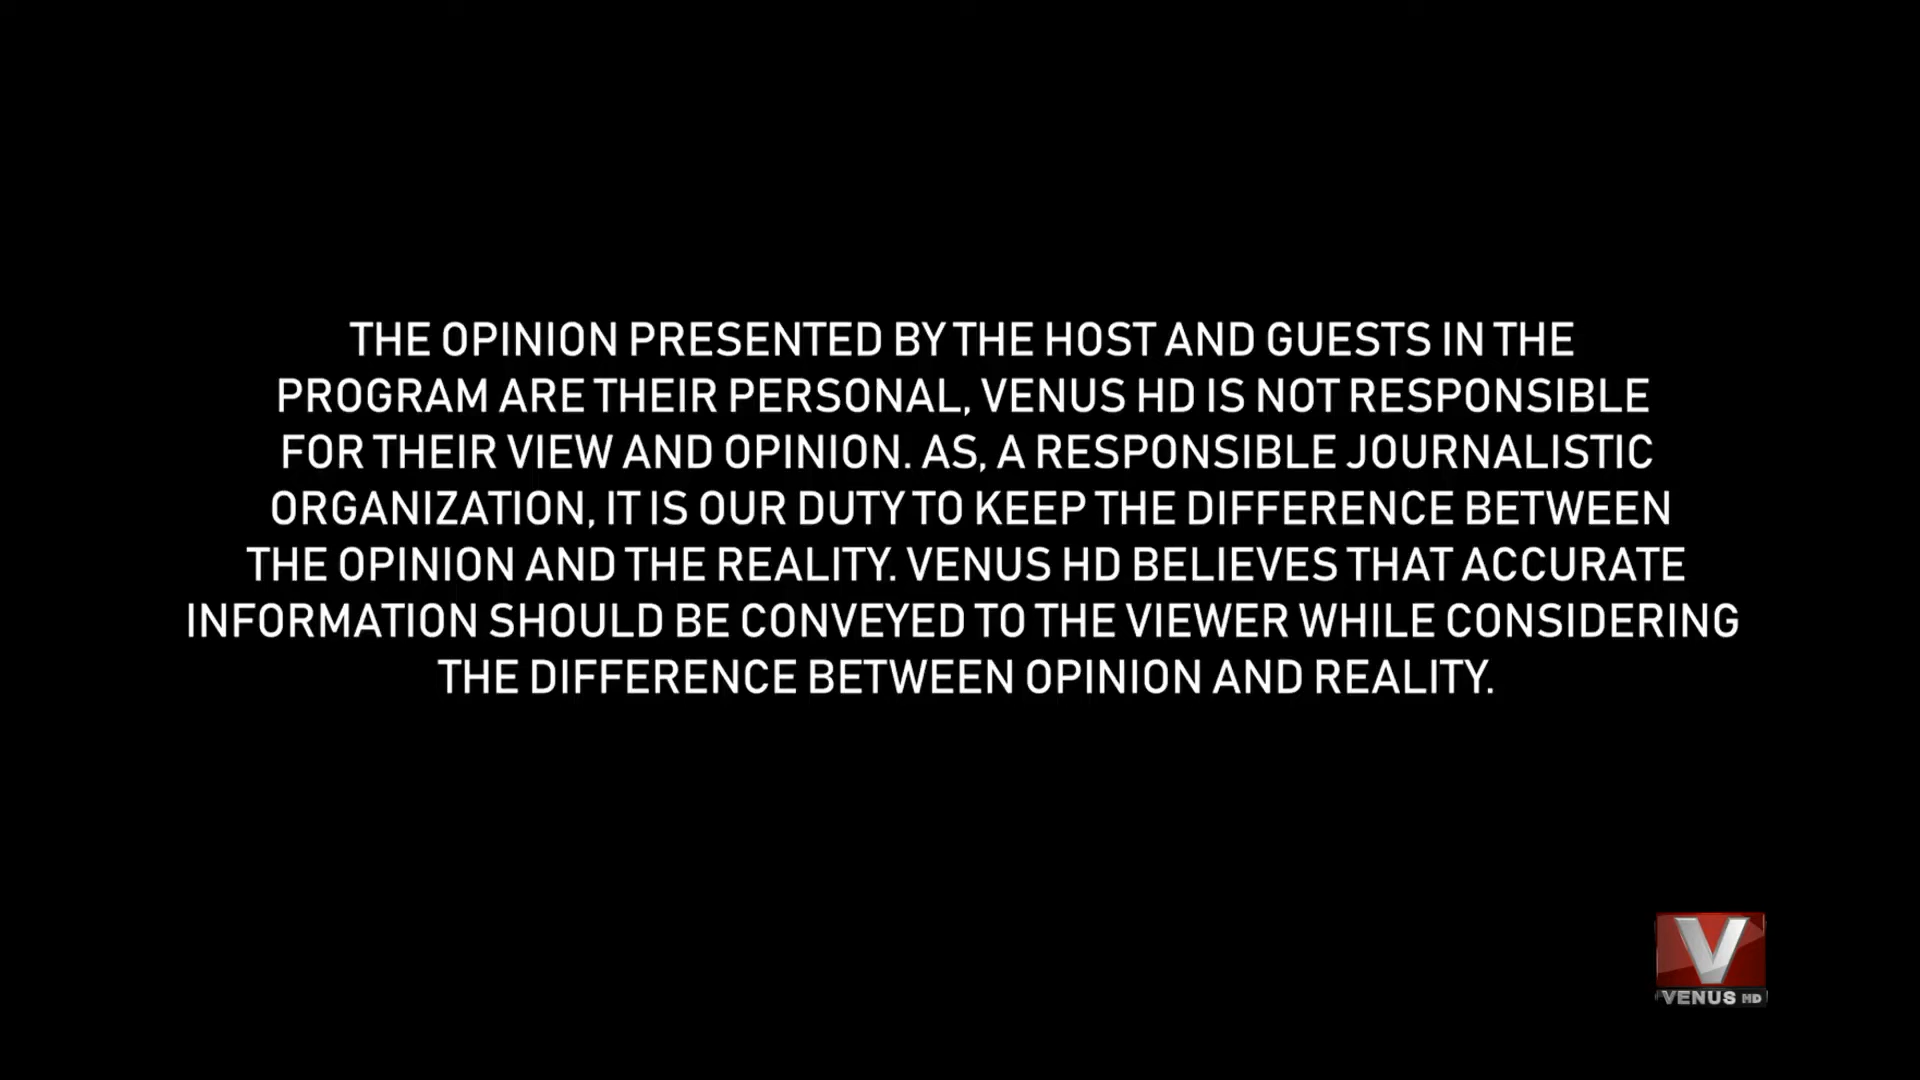 THE OPINION PRESENTED BY THE HOST AND GUESTS IN THE
PROGRAM ARE THEIR PERSONAL, VENUS HD IS NOT RESPONSIBLE
FOR THEIR VIEW AND OPINION. AS, A RESPONSIBLE JOURNALISTIC
ORGANIZATION, IT IS OUR DUTY TO KEEP THE DIFFERENCE BETWEEN
THE OPINION AND THE REALITY. VENUS HD BELIEVES THAT ACCURATE
INFORMATION SHOULD BE CONVEYED TO THE VIEWER WHILE CONSIDERING
THE DIFFERENCE BETWEEN OPINION AND REALITY.
V
VENUS HD